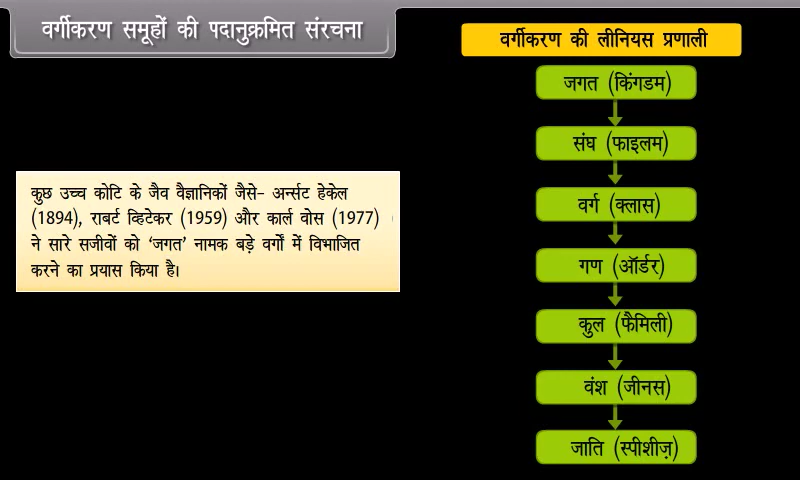 वर्गीकरण समूहों की पदानुक्रमित संरचना
कुछ उच्च कोटि के जैव वैज्ञानिकों जैसे- अर्न्सट हेकेल
(1894), राबर्ट व्हिटेकर (1959) और कार्ल वोस (1977)
ने सारे सजीवों को ‘जगत’ नामक बड़े वर्गों में विभाजित
करने का प्रयास किया है।
वर्गीकरण की लीनियस प्रणाली
जगत (किंगडम)
संघ (फाइलम)
वर्ग (क्लास)
गण (ऑर्डर)
कुल (फैमिली)
वंश (जीनस)
जाति (स्पीशीज़)